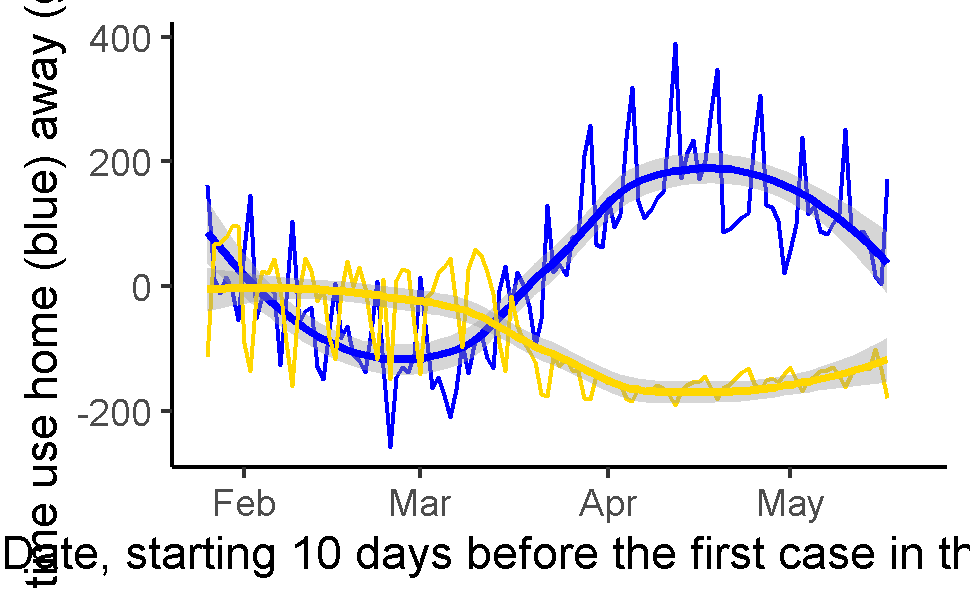 time use home (blue) away (
400
200
0
-200
Feb Mar Apr May
Date, starting 10 days before the first case in th